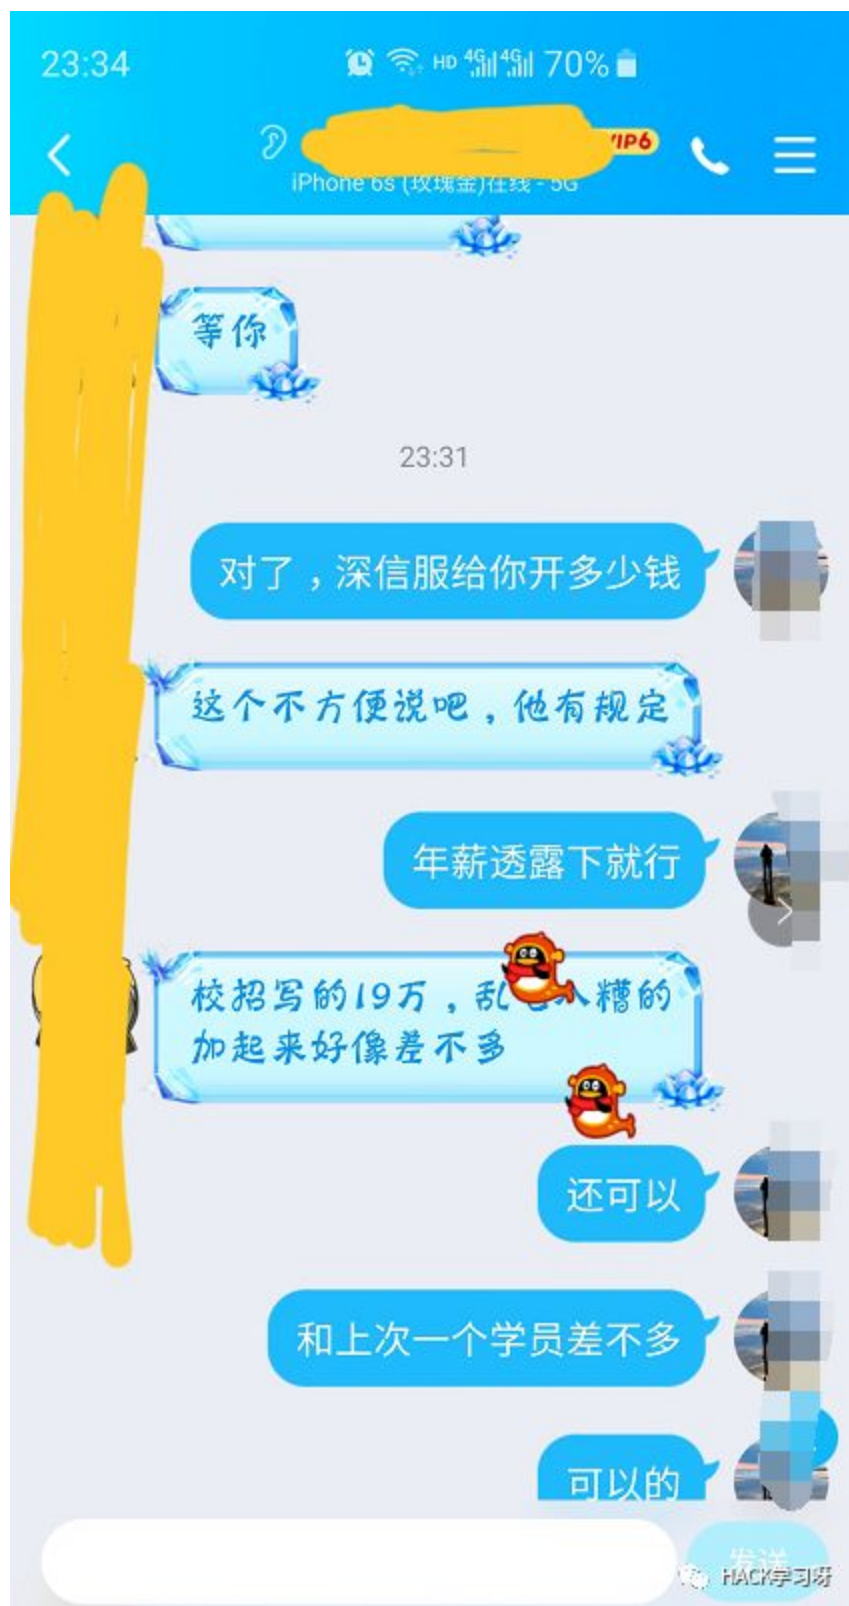 23:34
HD 4G 4G 70%
VIP6
iPhone 6s (玫瑰金)在线 - 5G
等你
23:31
对了，深信服给你开多少钱
这个不方便说吧，他有规定
年薪透露下就行
校招写的19万，乱 糟的
加起来好像差不多
还可以
和上次一个学员差不多
可以的
发送
HACK学习呀